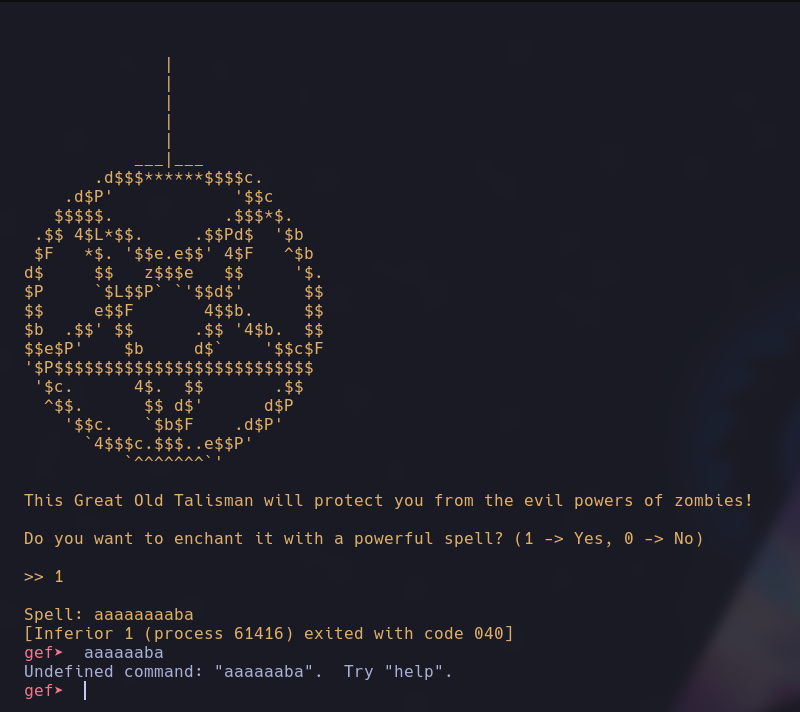 |
              |
              |
              |
              |
           ___|___
       .d$$$******$$$$c.
    .d$P'            '$$c
   $$$$$.           .$$$*$.
 .$$ 4$L*$$.     .$$Pd$  '$b
 $F   *$. '$$e.e$$' 4$F   ^$b
d$     $$   z$$$e   $$     '$.
$P     `$L$$P` `'$$d$'      $$
$$     e$$F       4$$b.     $$
$b  .$$' $$      .$$ '4$b.  $$
$$e$P'    $b     d$`    '$$c$F
'$P$$$$$$$$$$$$$$$$$$$$$$$$$$
 '$c.      4$.  $$       .$$
  ^$$.      $$ d$'      d$P
    '$$c.   `$b$F    .d$P'
      `4$$$c.$$$..e$$P'
          `^^^^^^^`'
This Great Old Talisman will protect you from the evil powers of zombies!
Do you want to enchant it with a powerful spell? (1 -> Yes, 0 -> No)
>> 1
Spell: aaaaaaaaba
[Inferior 1 (process 61416) exited with code 040]
gef➤  aaaaaaba
Undefined command: "aaaaaaba".  Try "help".
gef➤